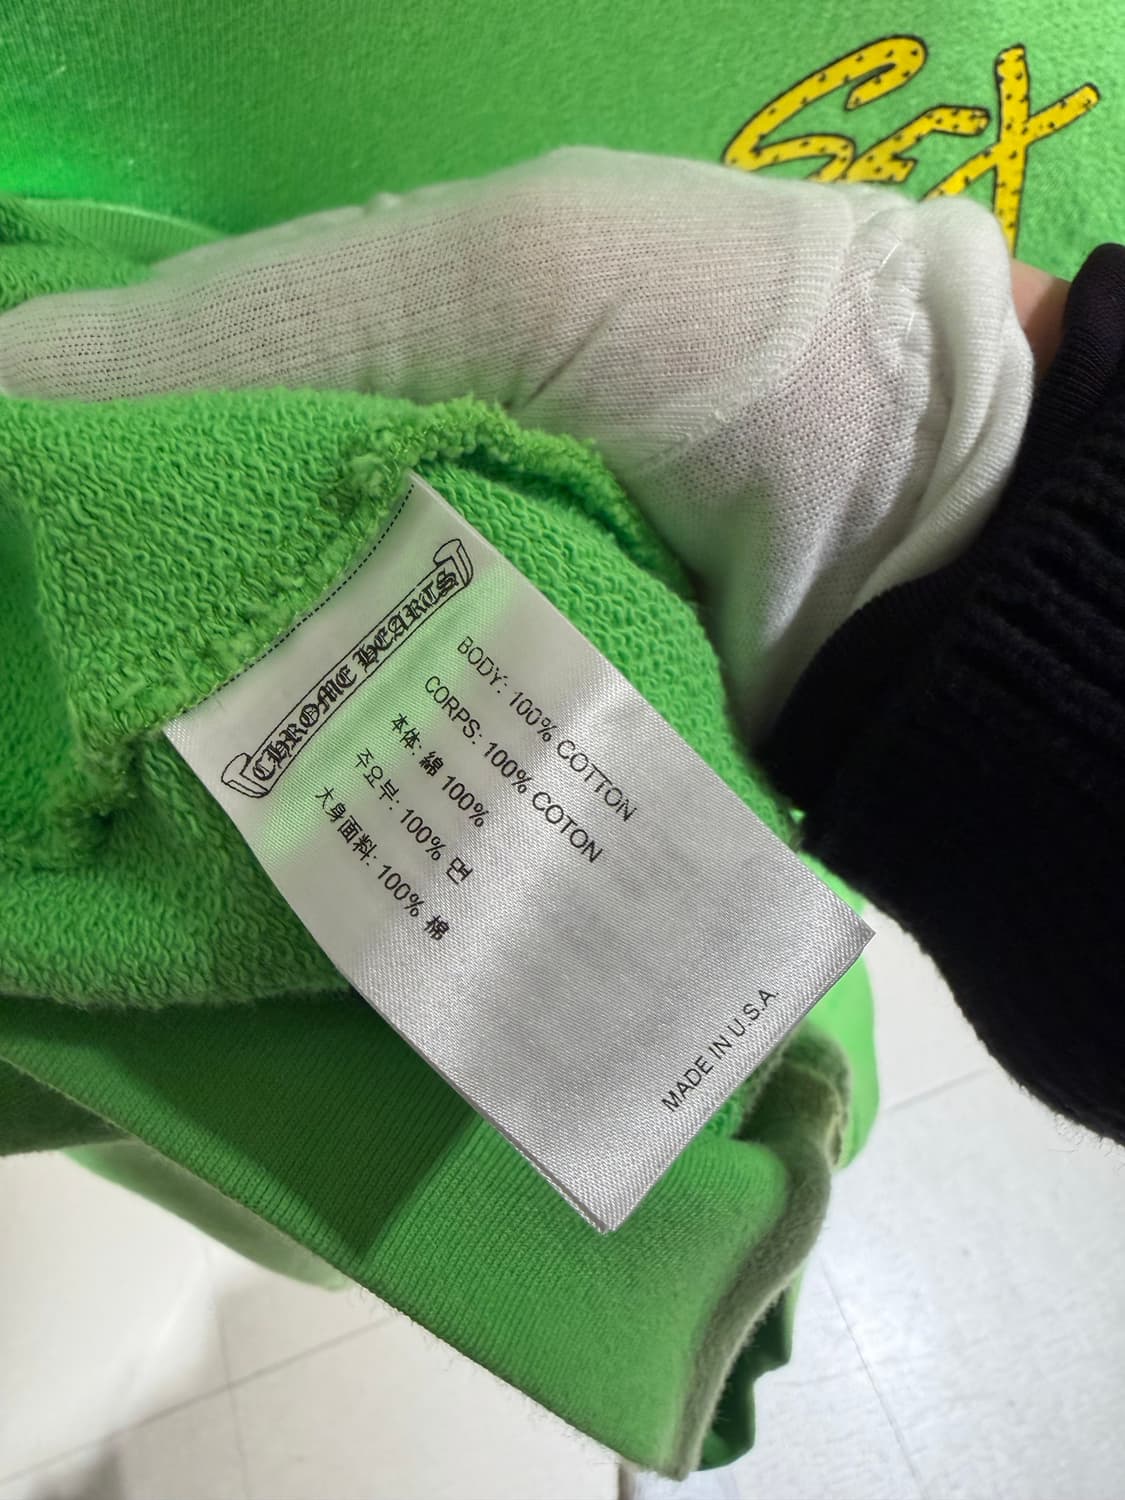 SEX
CHROME HEARTS
BODY: 100% COTTON
CORPS: 100% COTON
本体: 綿 100%
주요부: 100% 면
大身面料: 100% 棉
MADE IN U.S.A.